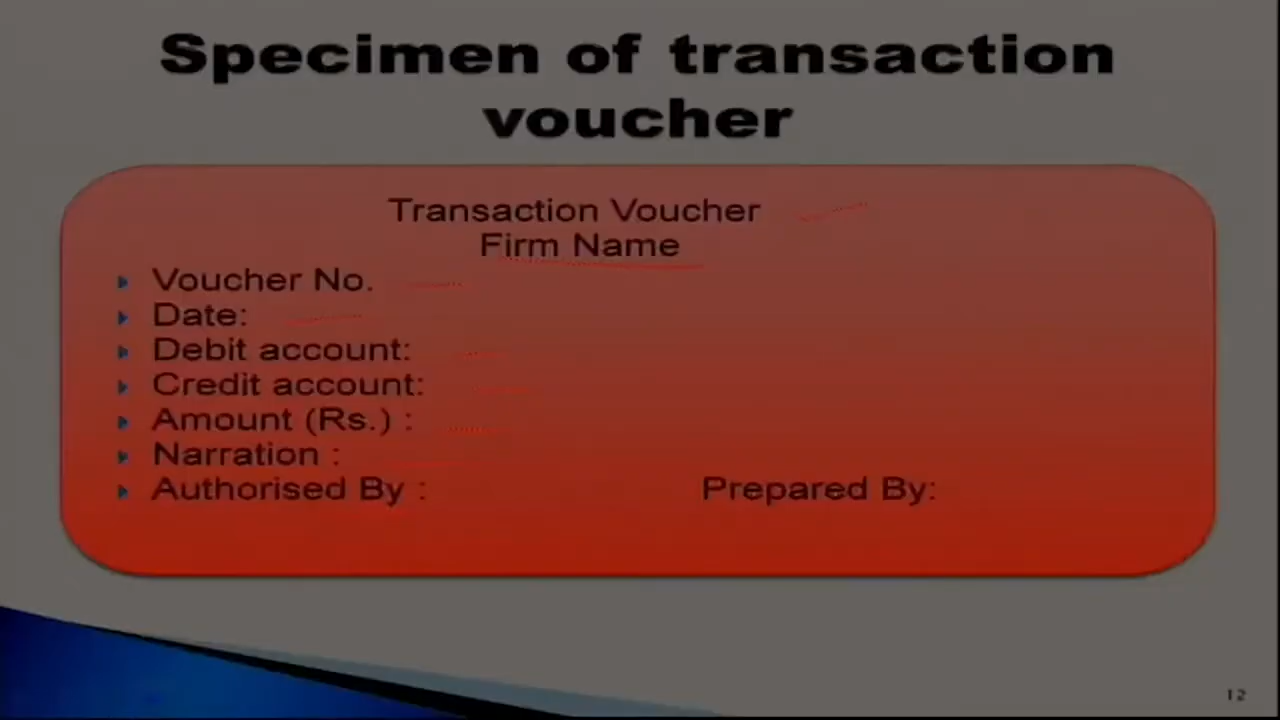 Specimen of transaction
voucher
Transaction Voucher
Firm Name
Voucher No.
Date:
Debit account:
Credit account:
Amount (Rs.) :
Narration :
Authorised By : Prepared By:
12